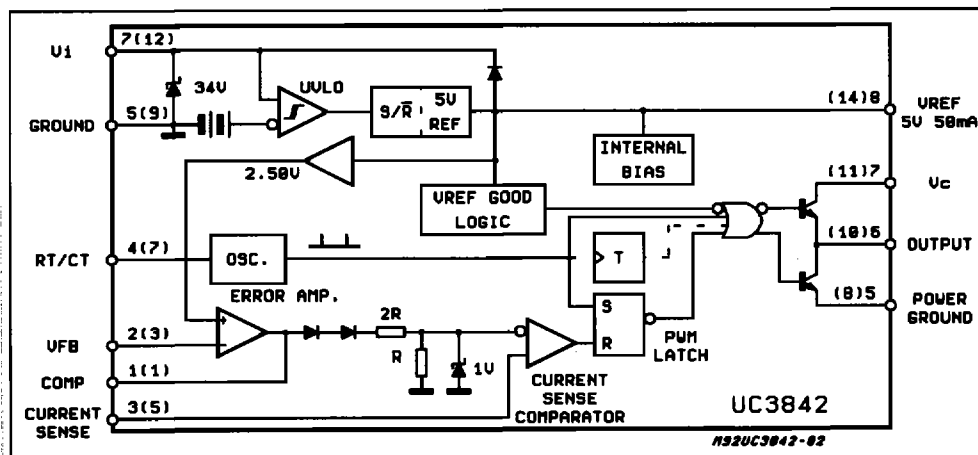 Vi
7(12)
34V
UVLO
S/R̅
5V
REF
(14)8
VREF
5V 50mA
GROUND
5(9)
2.50V
INTERNAL
BIAS
VREF GOOD
LOGIC
(11)7
Vc
RT/CT
4(7)
OSC.
T
(10)6
OUTPUT
ERROR AMP.
2R
S
R
(8)5
POWER
GROUND
VFB
2(3)
R
1V
PWM
LATCH
COMP
1(1)
CURRENT
SENSE
COMPARATOR
CURRENT
SENSE
3(5)
UC3842
M92UC3842-02